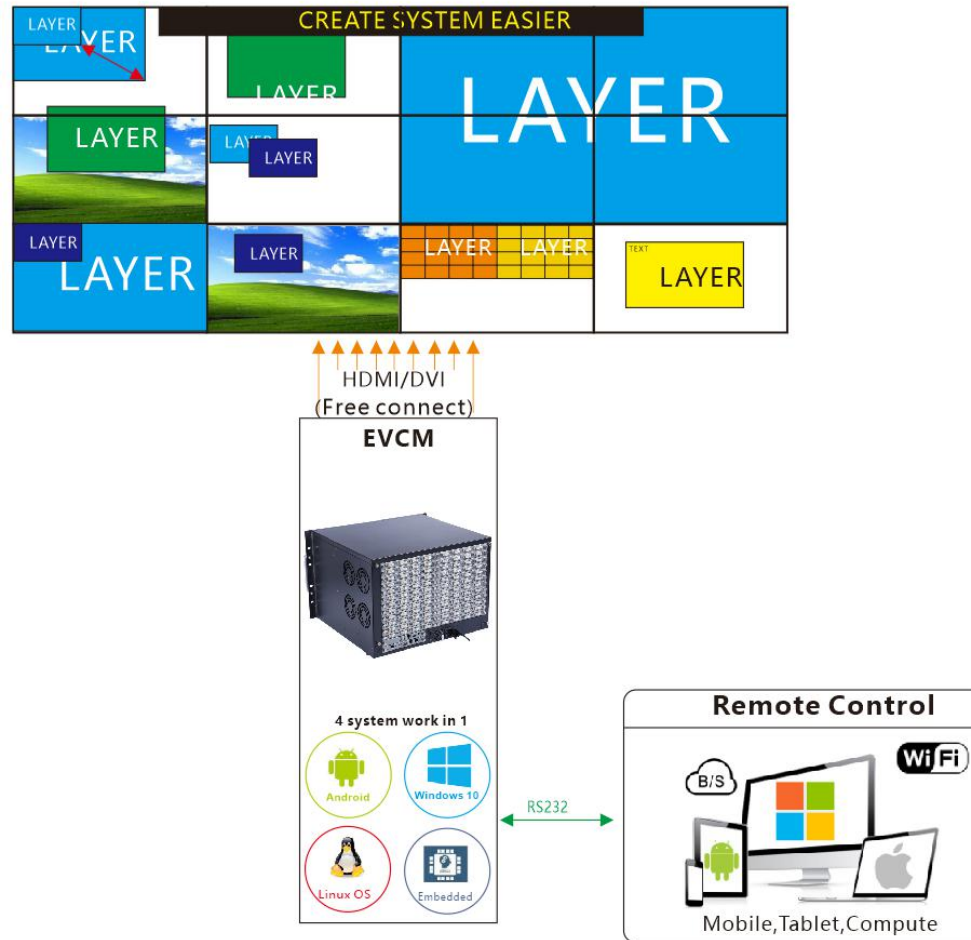 CREATE SYSTEM EASIER
LAYER
LAYER
LAYER
LAYER
LAYER
LAYER
LAYER
LAYER
LAYER
LAYER
LAYER
LAYER
TEXT
LAYER
HDMI/DVI
(Free connect)
EVCM
4 system work in 1
Android
Windows 10
Linux OS
Embedded
RS232
Remote Control
B/S
Wi Fi
Mobile,Tablet,Compute